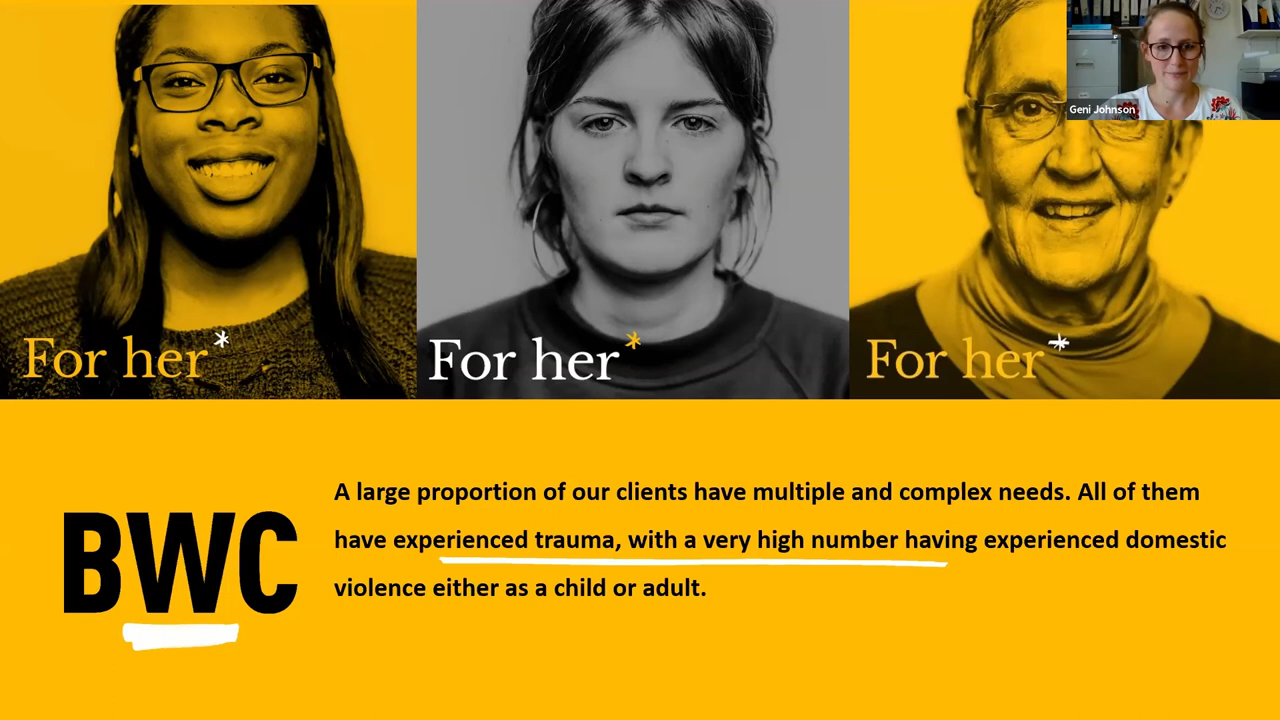 Geni Johnson
For her*
For her*
For her*
BWC
A large proportion of our clients have multiple and complex needs. All of them
have experienced trauma, with a very high number having experienced domestic
violence either as a child or adult.